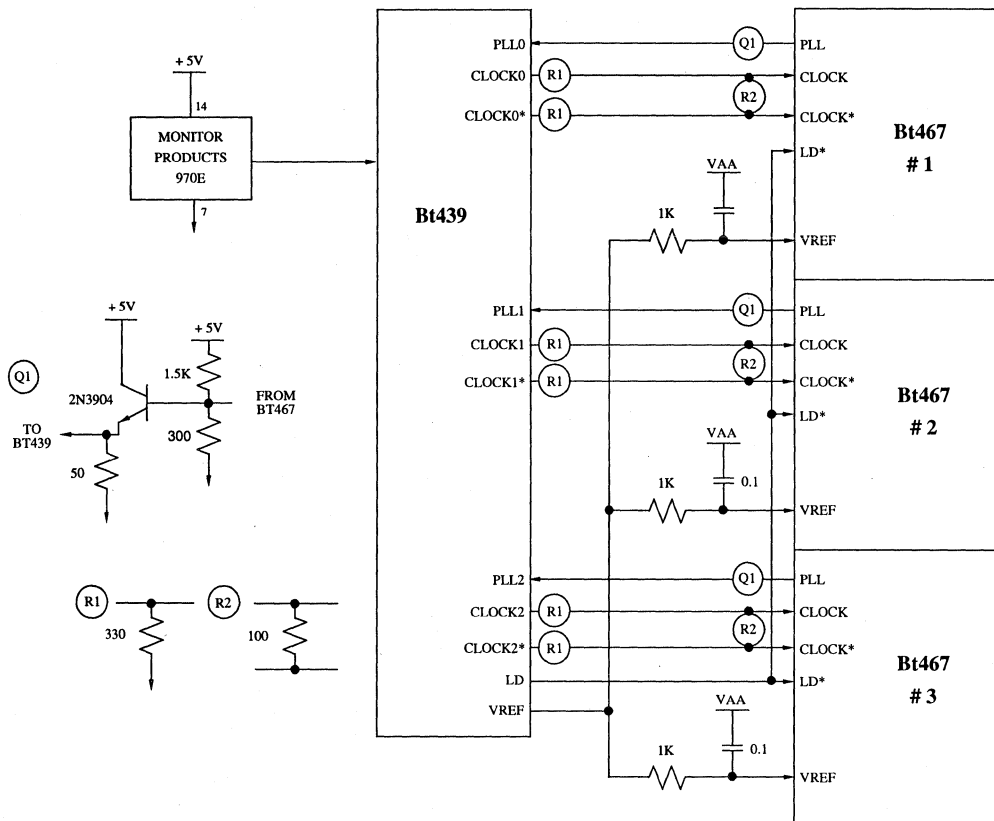 + 5V
14
MONITOR
PRODUCTS
970E
7
Bt439
PLL0
CLOCK0
CLOCK0*
R1
R1
Q1
R2
PLL
CLOCK
CLOCK*
LD*
VREF
Bt467
# 1
VAA
1K
PLL1
CLOCK1
CLOCK1*
R1
R1
Q1
R2
PLL
CLOCK
CLOCK*
LD*
VREF
Bt467
# 2
VAA
1K
0.1
Q1
+ 5V
+ 5V
1.5K
2N3904
FROM
BT467
TO
BT439
300
50
R1
330
R2
100
PLL2
CLOCK2
CLOCK2*
LD
VREF
R1
R1
Q1
R2
PLL
CLOCK
CLOCK*
LD*
VREF
Bt467
# 3
VAA
1K
0.1